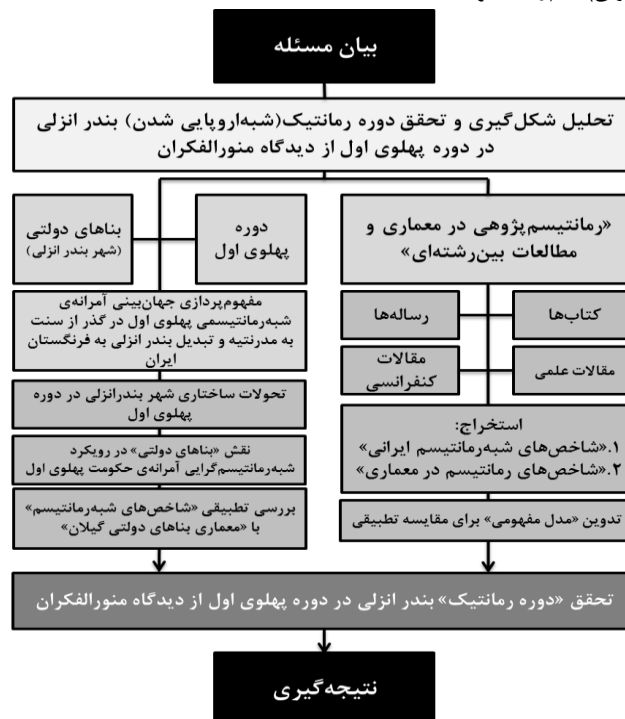 بیان مسئله
تحلیل شکل‌گیری و تحقق دوره رمانتیک(شبه‌اروپایی شدن) بندر انزلی
در دوره پهلوی اول از دیدگاه منورالفکران
«رمانتیسم‌پژوهی در معماری و
مطالعات بین‌رشته‌ای»
کتاب‌ها
رساله‌ها
مقالات علمی
مقالات
کنفرانسی
استخراج:
۱.«شاخص‌های شبه‌رمانتیسم ایرانی»
۲.«شاخص‌های رمانتیسم در معماری»
تدوین «مدل مفهومی» برای مقایسه تطبیقی
دوره
پهلوی اول
بناهای دولتی
(شهر بندر انزلی)
مفهوم‌پردازی جهان‌بینی آمرانه‌ی
شبه‌رمانتیسمی پهلوی اول در گذر از سنت
به مدرنتیه و تبدیل بندر انزلی به فرنگستان
ایران
تحولات ساختاری شهر بندرانزلی در دوره
پهلوی اول
نقش «بناهای دولتی» در رویکرد
شبه‌رمانتیسم‌گرایی آمرانه‌ی حکومت پهلوی اول
بررسی تطبیقی «شاخص‌های شبه‌رمانتیسم»
با «معماری بناهای دولتی گیلان»
تحقق «دوره رمانتیک» بندر انزلی در دوره پهلوی اول از دیدگاه منورالفکران
نتیجه‌گیری